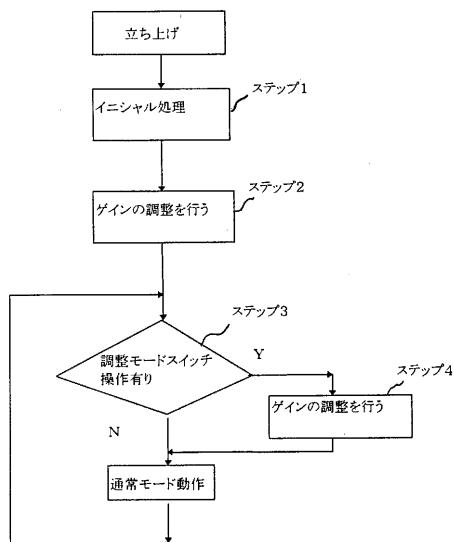 立ち上げ
ステップ1
イニシャル処理
ステップ2
ゲインの調整を行う
ステップ3
調整モードスイッチ
操作有り
Y
ステップ4
ゲインの調整を行う
N
通常モード動作